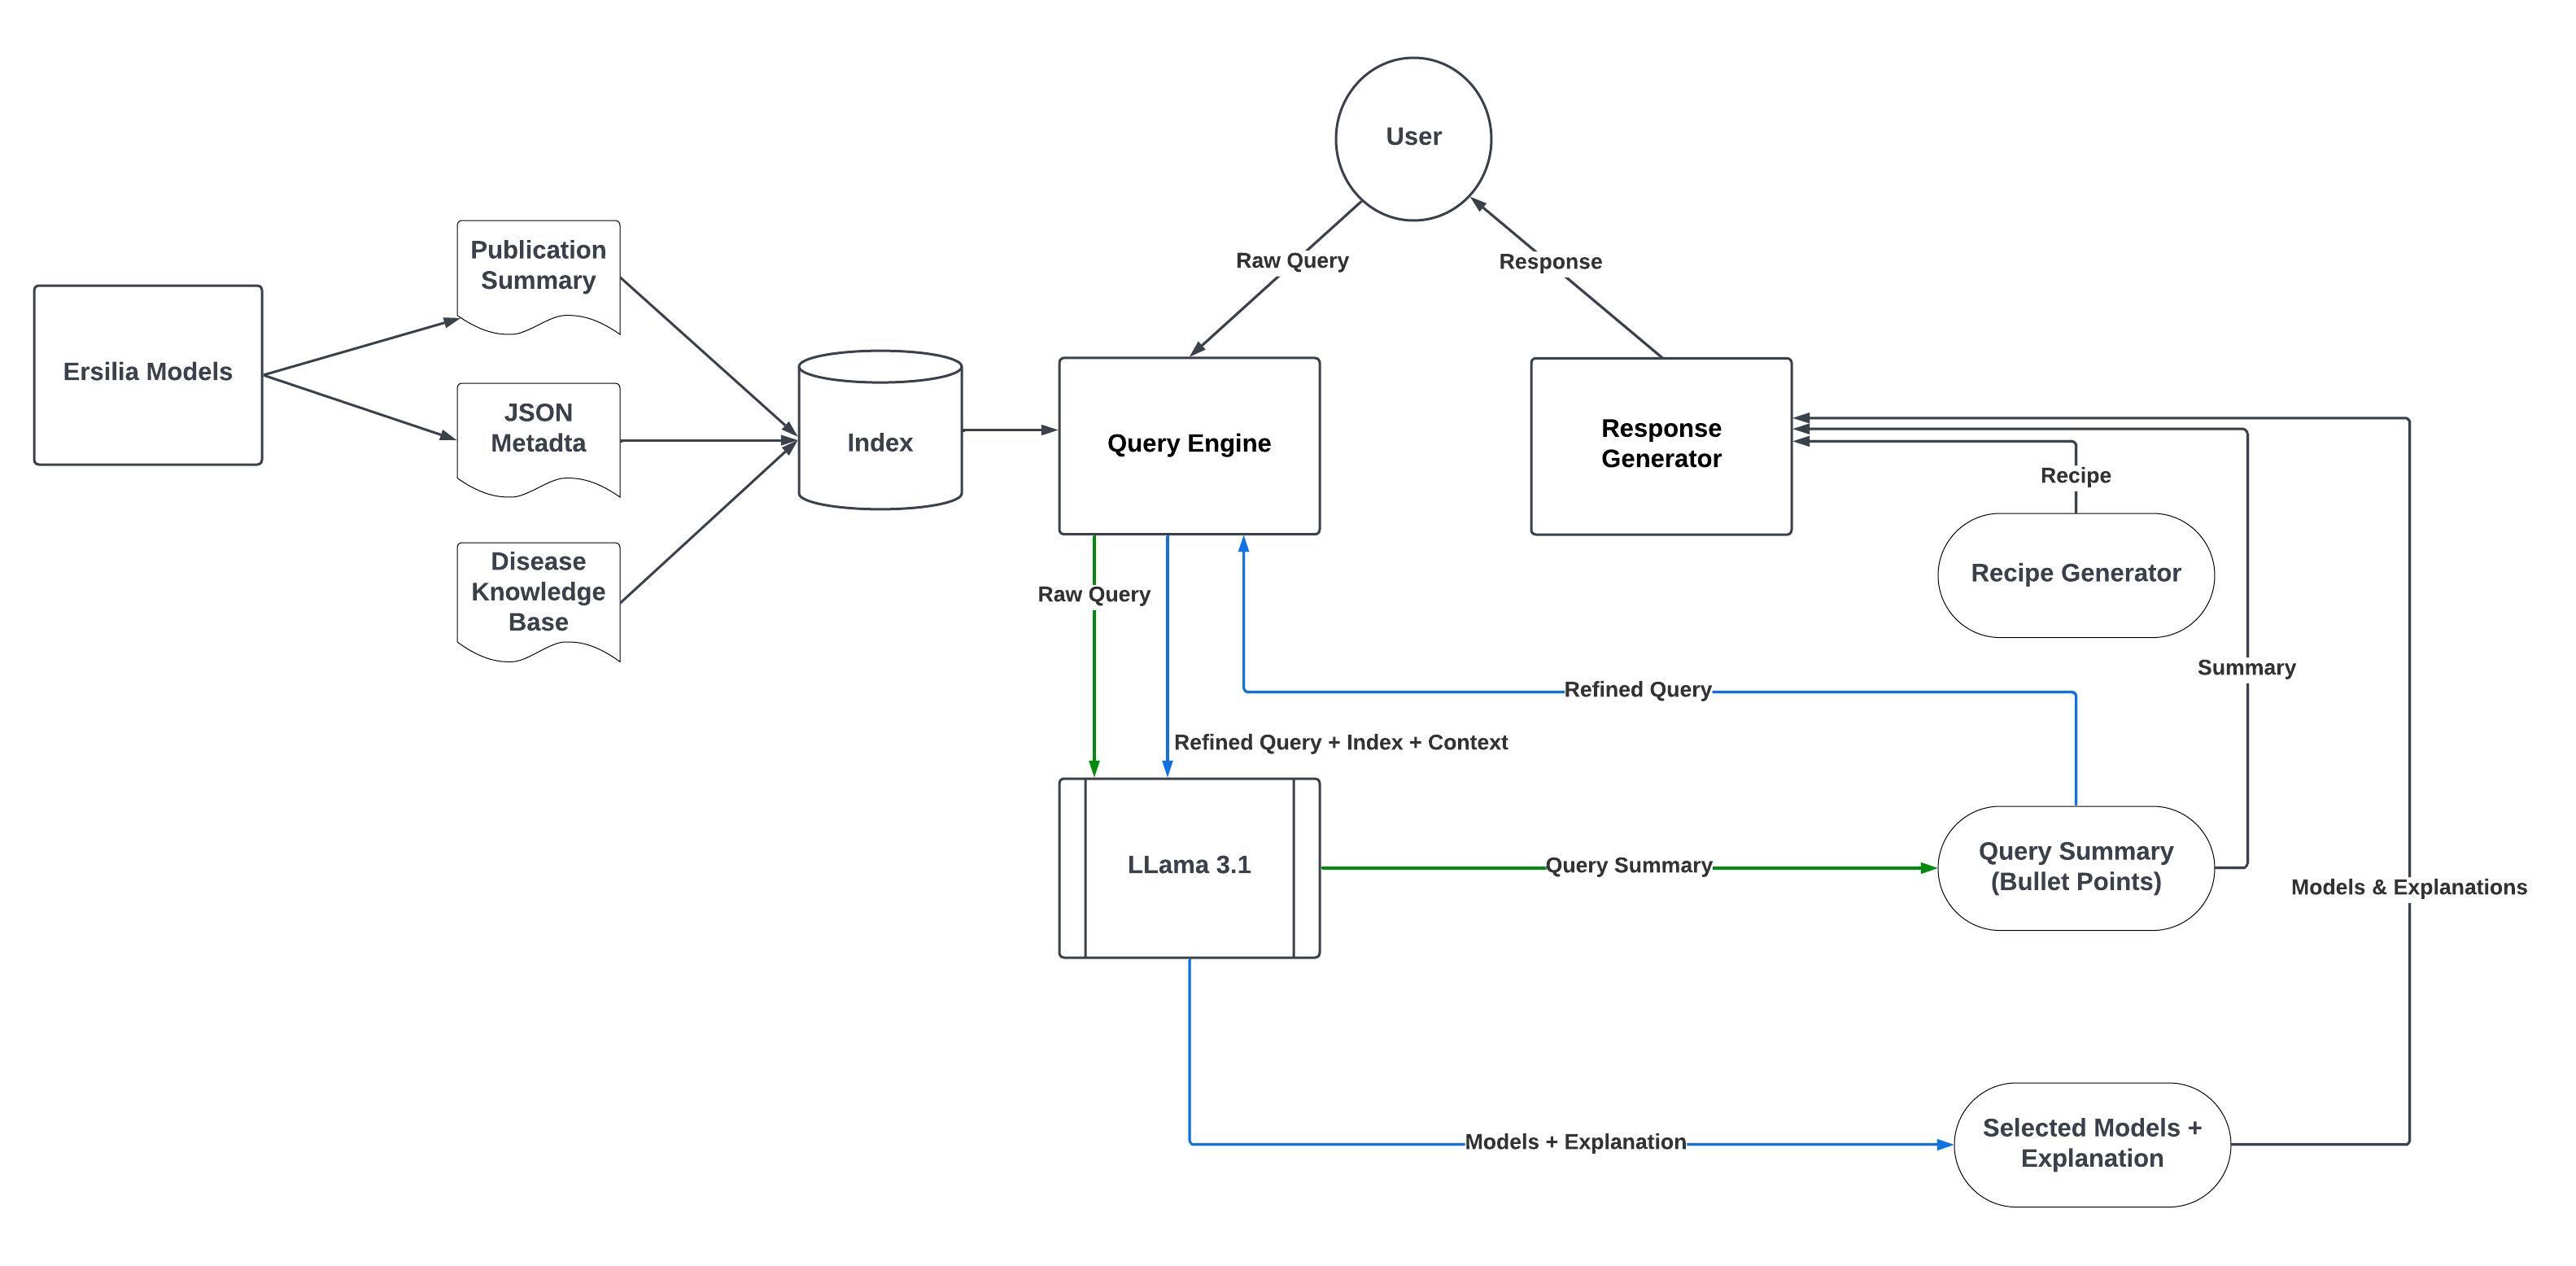 User
Raw Query
Response
Publication
Summary
Ersilia Models
JSON
Metadta
Disease
Knowledge
Base
Index
Query Engine
Response
Generator
Recipe
Recipe Generator
Raw Query
Summary
Refined Query
Refined Query + Index + Context
LLama 3.1
Query Summary
Query Summary
(Bullet Points)
Models & Explanations
Models + Explanation
Selected Models +
Explanation